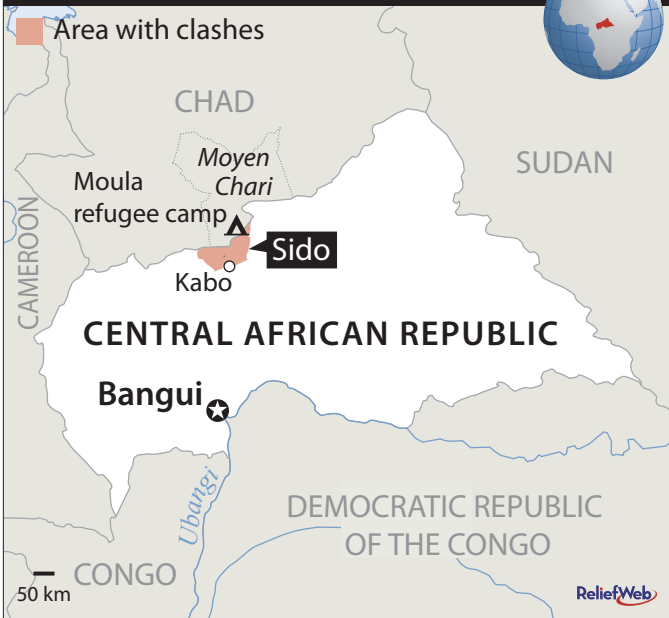 Area with clashes
CHAD
SUDAN
Moyen
Chari
Moula
refugee camp
CAMEROON
Sido
Kabo
CENTRAL AFRICAN REPUBLIC
Bangui
Ubangi
DEMOCRATIC REPUBLIC
OF THE CONGO
CONGO
50 km
ReliefWeb